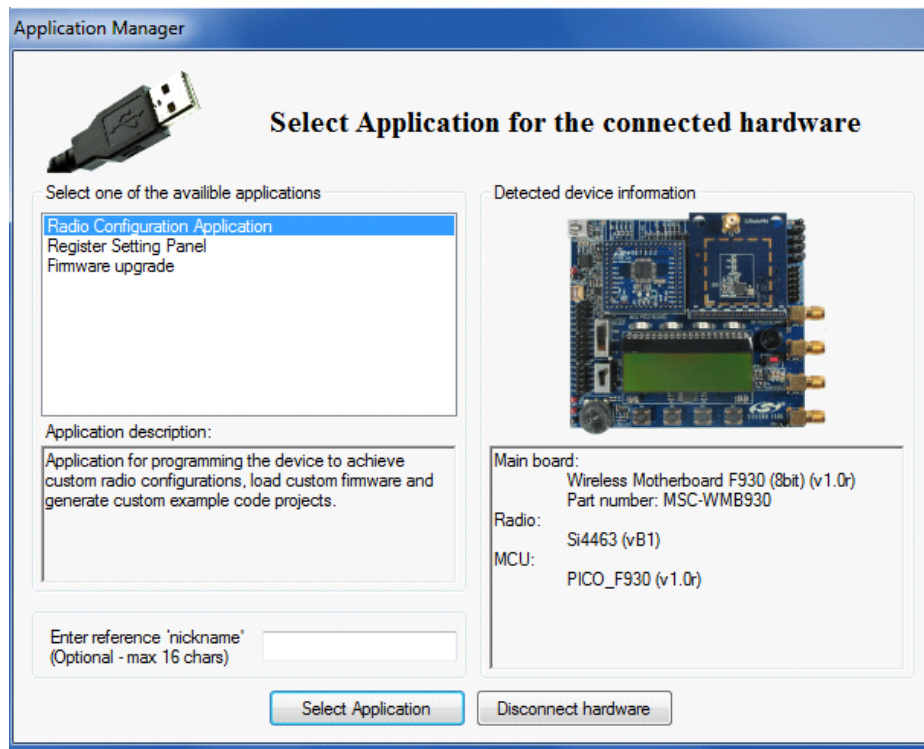 Application Manager
Select Application for the connected hardware
Select one of the availible applications
Radio Configuration Application
Register Setting Panel
Firmware upgrade
Application description:
Application for programming the device to achieve
custom radio configurations, load custom firmware and
generate custom example code projects.
Enter reference 'nickname'
(Optional - max 16 chars)
Detected device information
SILICON LABS
Main board:
Wireless Motherboard F930 (8bit) (v1.0r)
Part number: MSC-WMB930
Radio:
Si4463 (vB1)
MCU:
PICO_F930 (v1.0r)
Select Application
Disconnect hardware